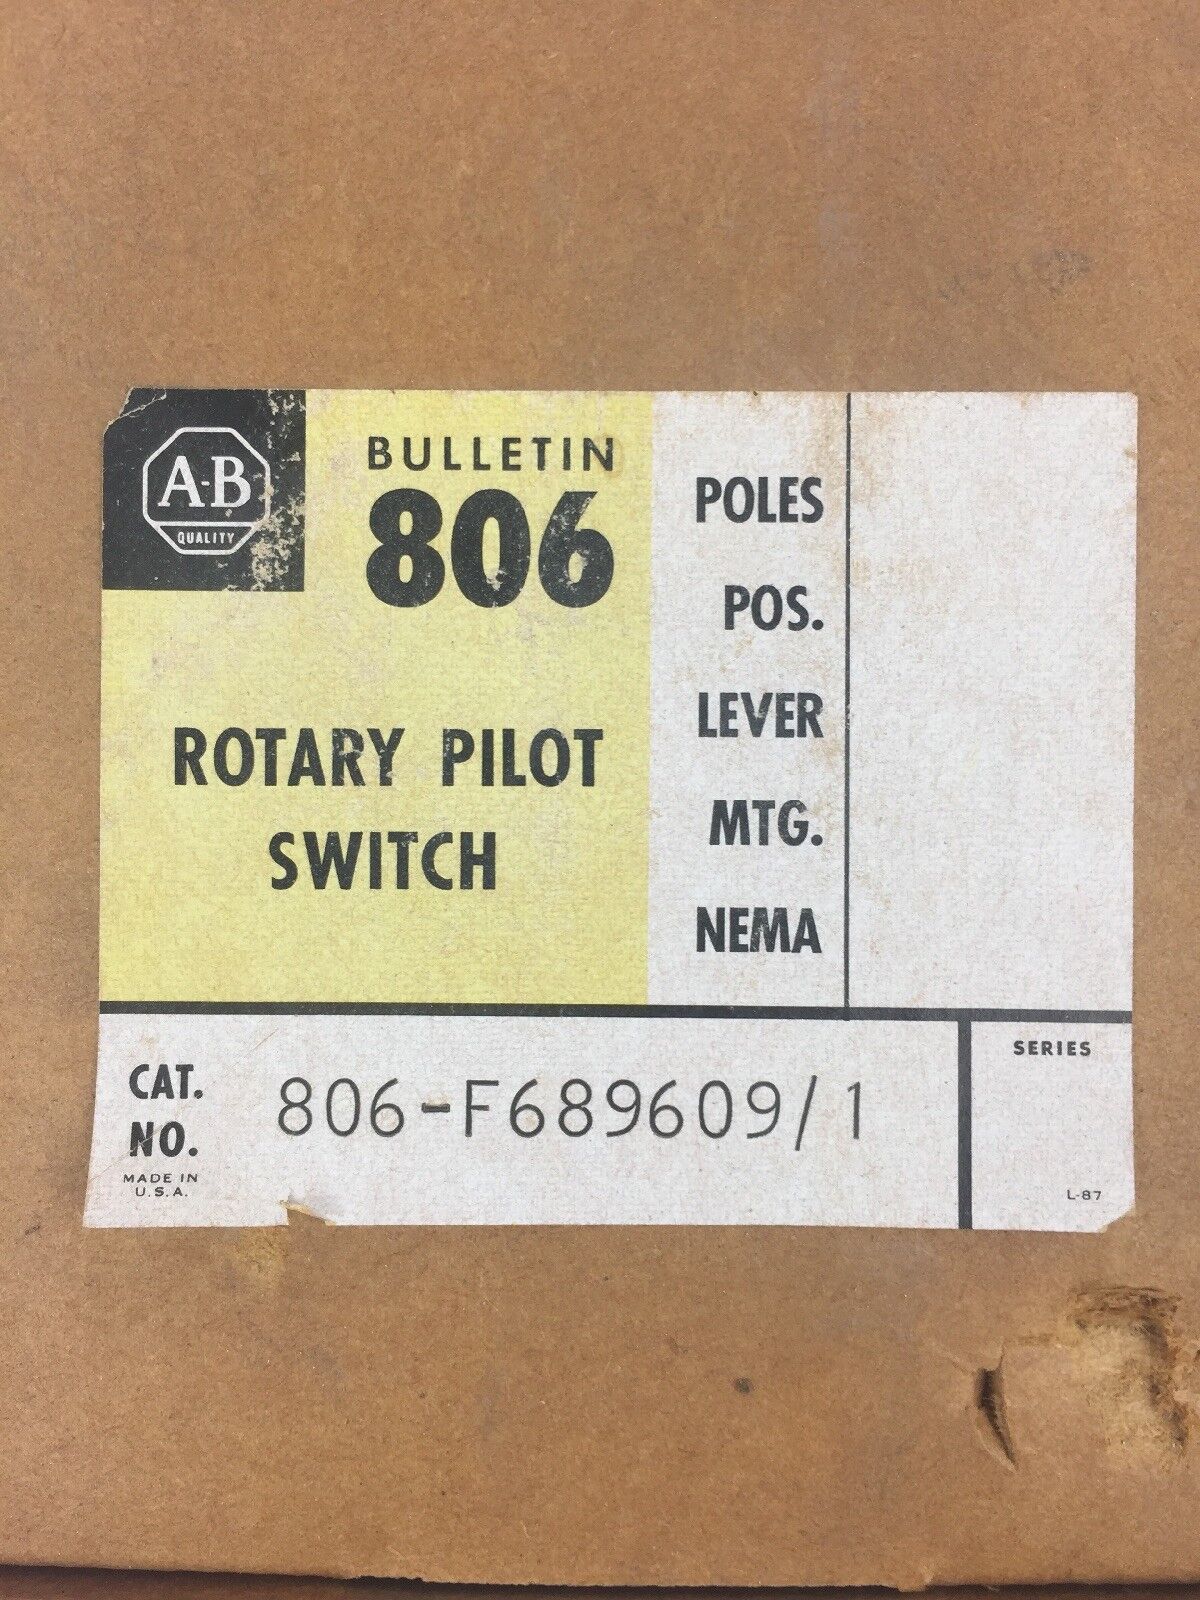 A-B
QUALITY
BULLETIN
806
ROTARY PILOT
SWITCH
POLES
POS.
LEVER
MTG.
NEMA
CAT.
NO.
MADE IN
U.S.A.
806-F689609/1
SERIES
L-87